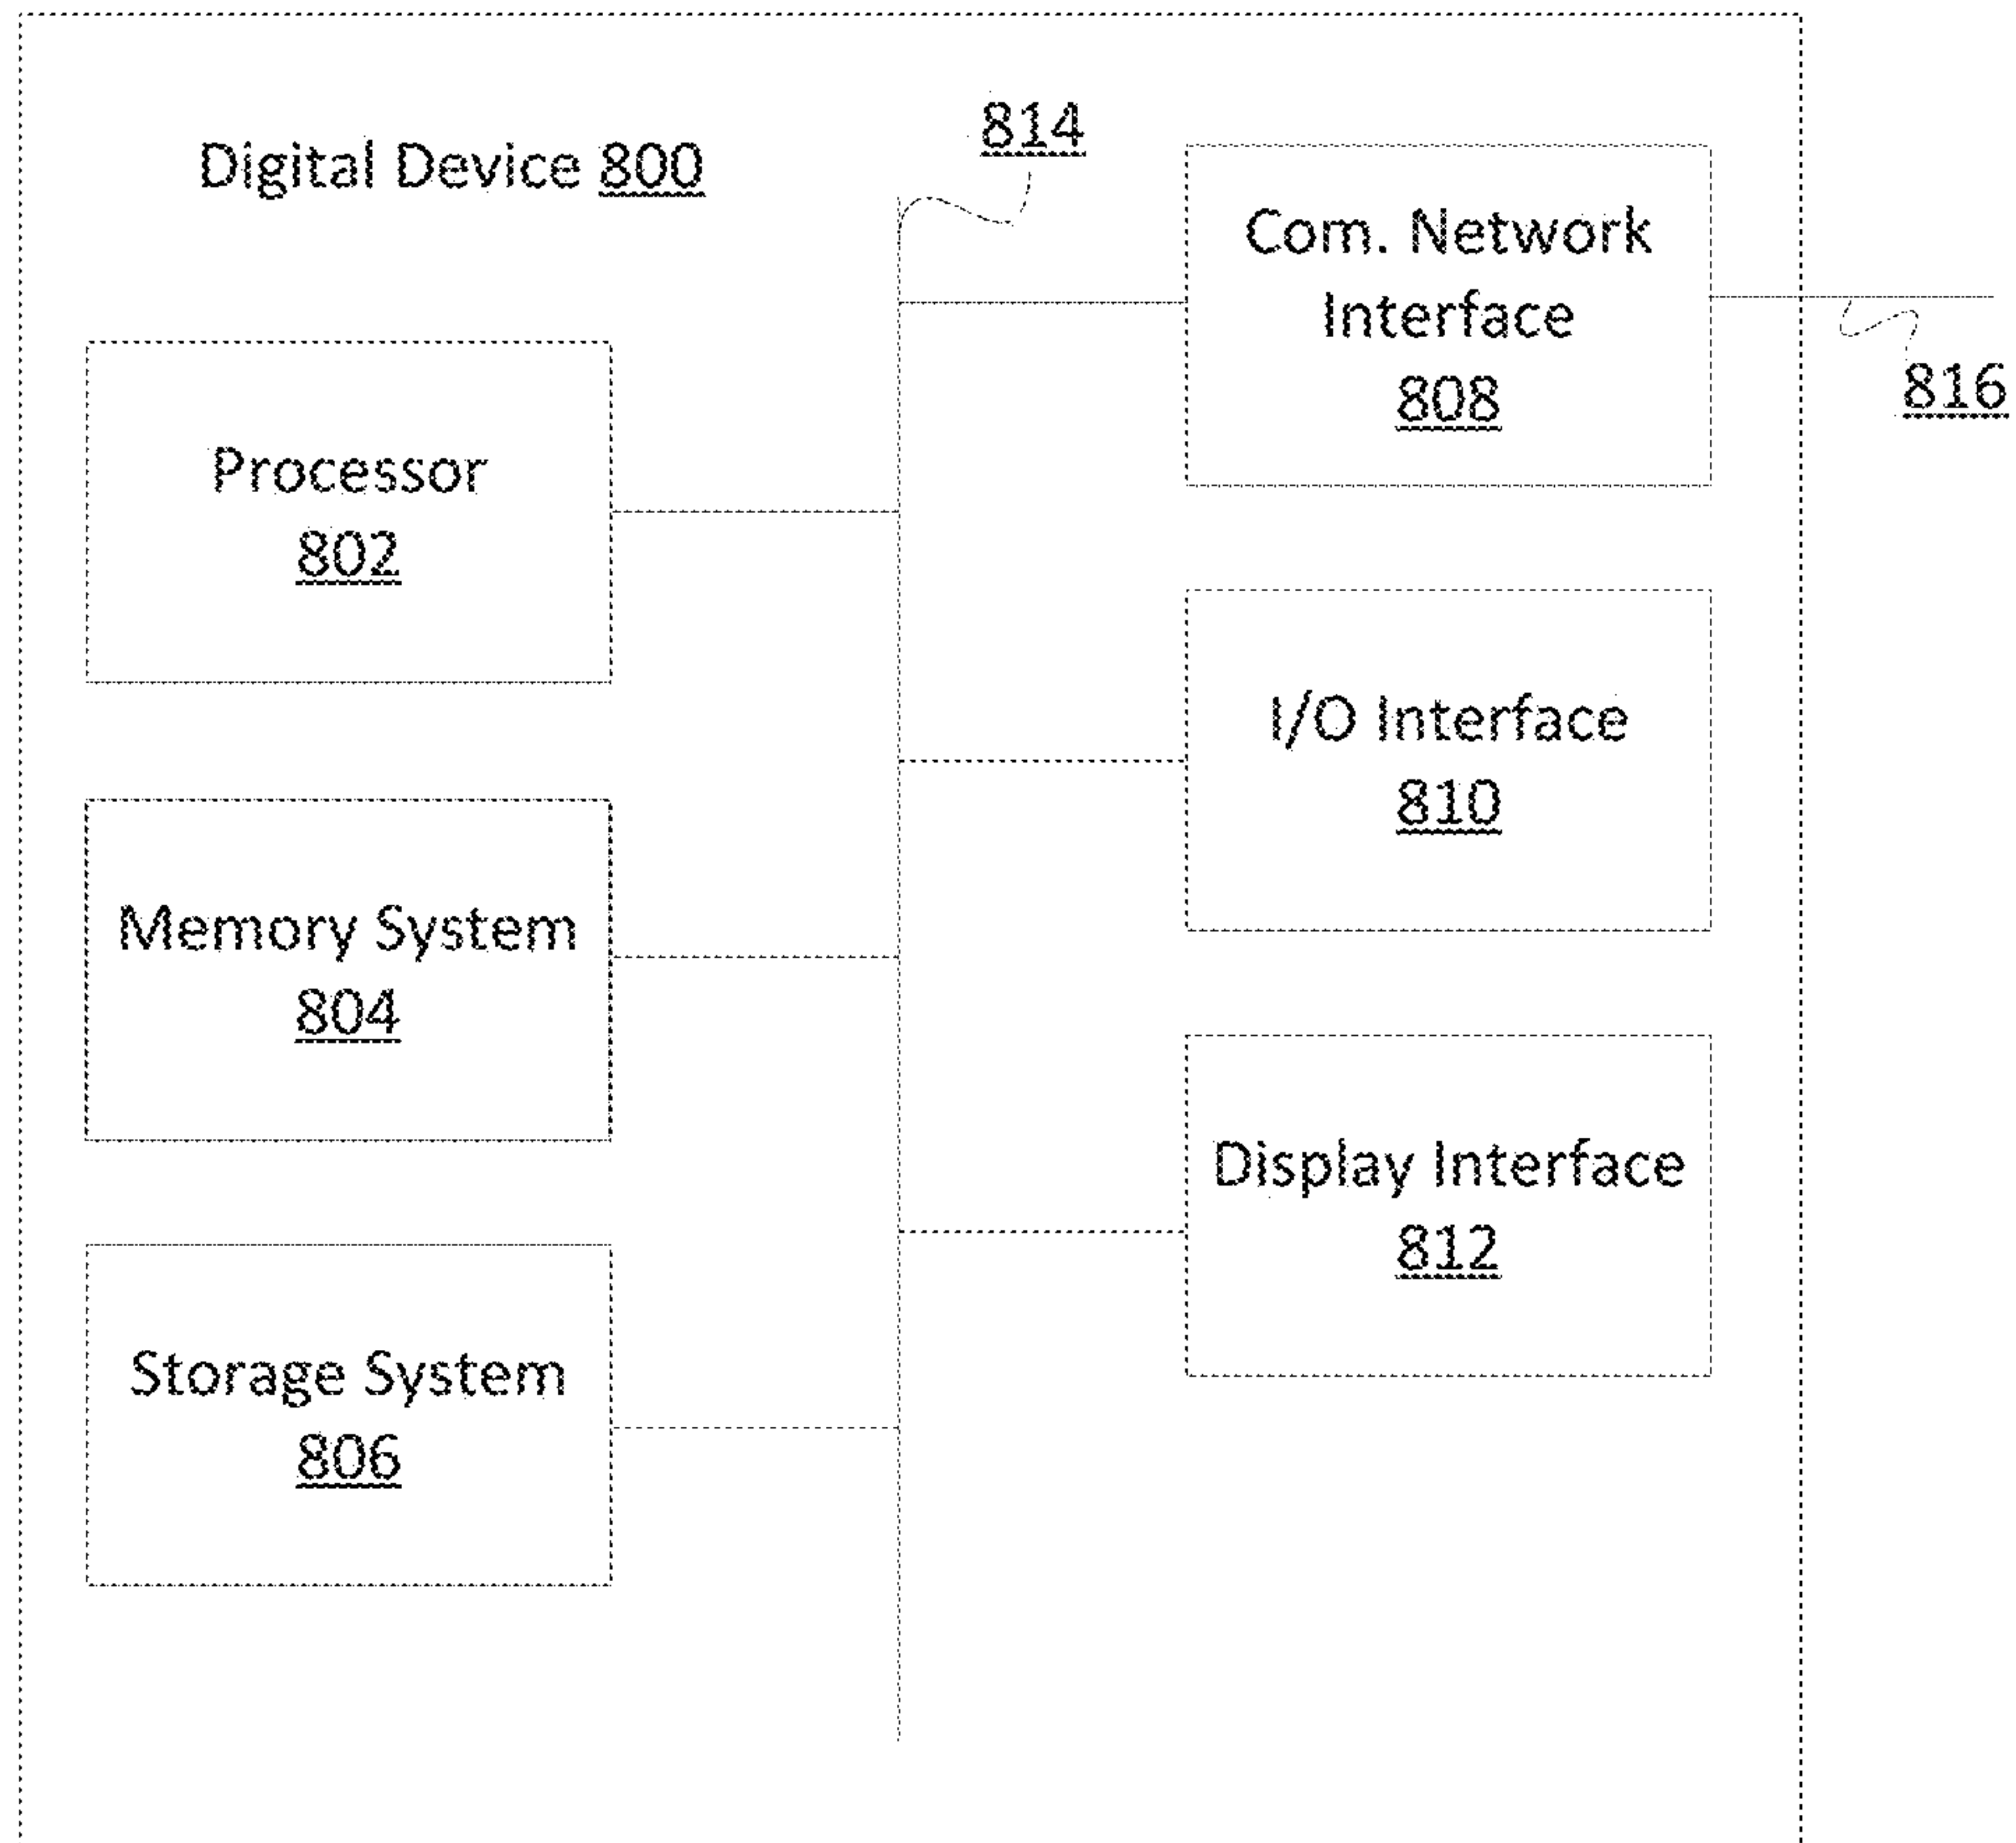 Digital Device 800
814
Com. Network
Interface
808
816
Processor
802
I/O Interface
810
Memory System
804
Display Interface
812
Storage System
806